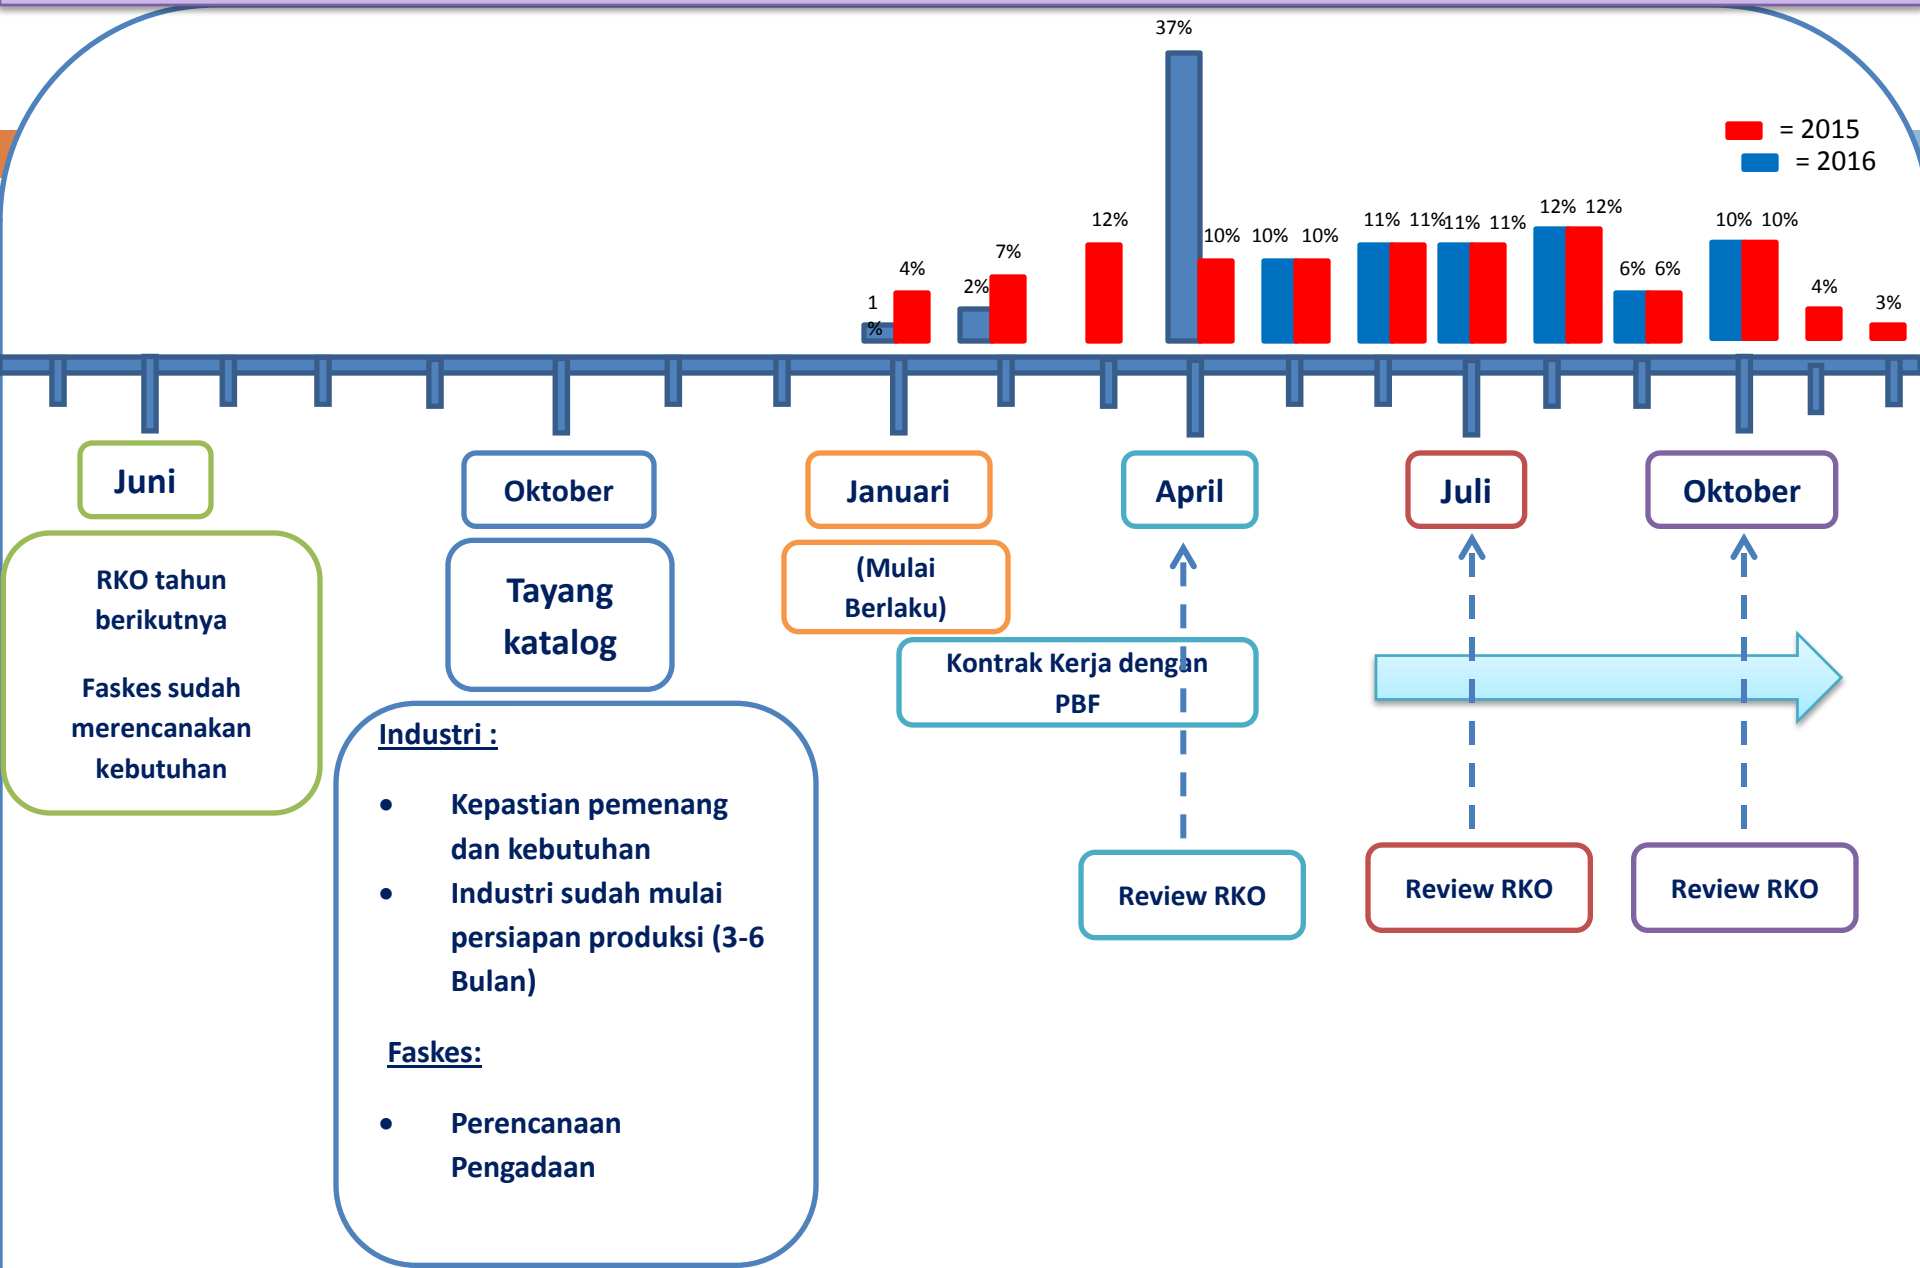 37%
= 2015
= 2016
1
%
4%
2%
7%
12%
10%
10%
10%
11%
11%
11%
11%
12%
12%
6%
6%
10%
10%
4%
3%
Juni
Oktober
Januari
April
Juli
Oktober
RKO tahun
berikutnya
Faskes sudah
merencanakan
kebutuhan
Tayang
katalog
(Mulai
Berlaku)
Kontrak Kerja dengan
PBF
Industri :
• Kepastian pemenang
dan kebutuhan
• Industri sudah mulai
persiapan produksi (3-6
Bulan)
Faskes:
• Perencanaan
Pengadaan
Review RKO
Review RKO
Review RKO